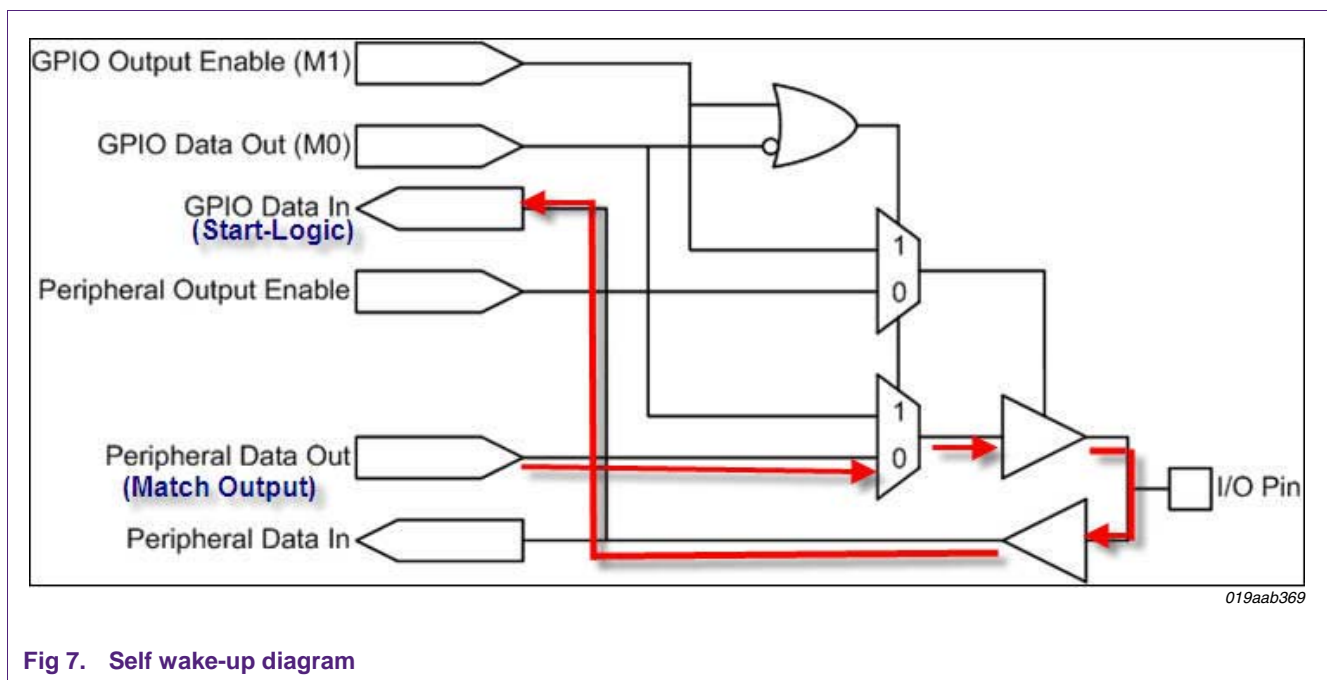 GPIO Output Enable (M1)
GPIO Data Out (M0)
GPIO Data In
(Start-Logic)
1
Peripheral Output Enable
0
1
Peripheral Data Out
0
(Match Output)
I/O Pin
Peripheral Data In
019aab369
Fig 7. Self wake-up diagram